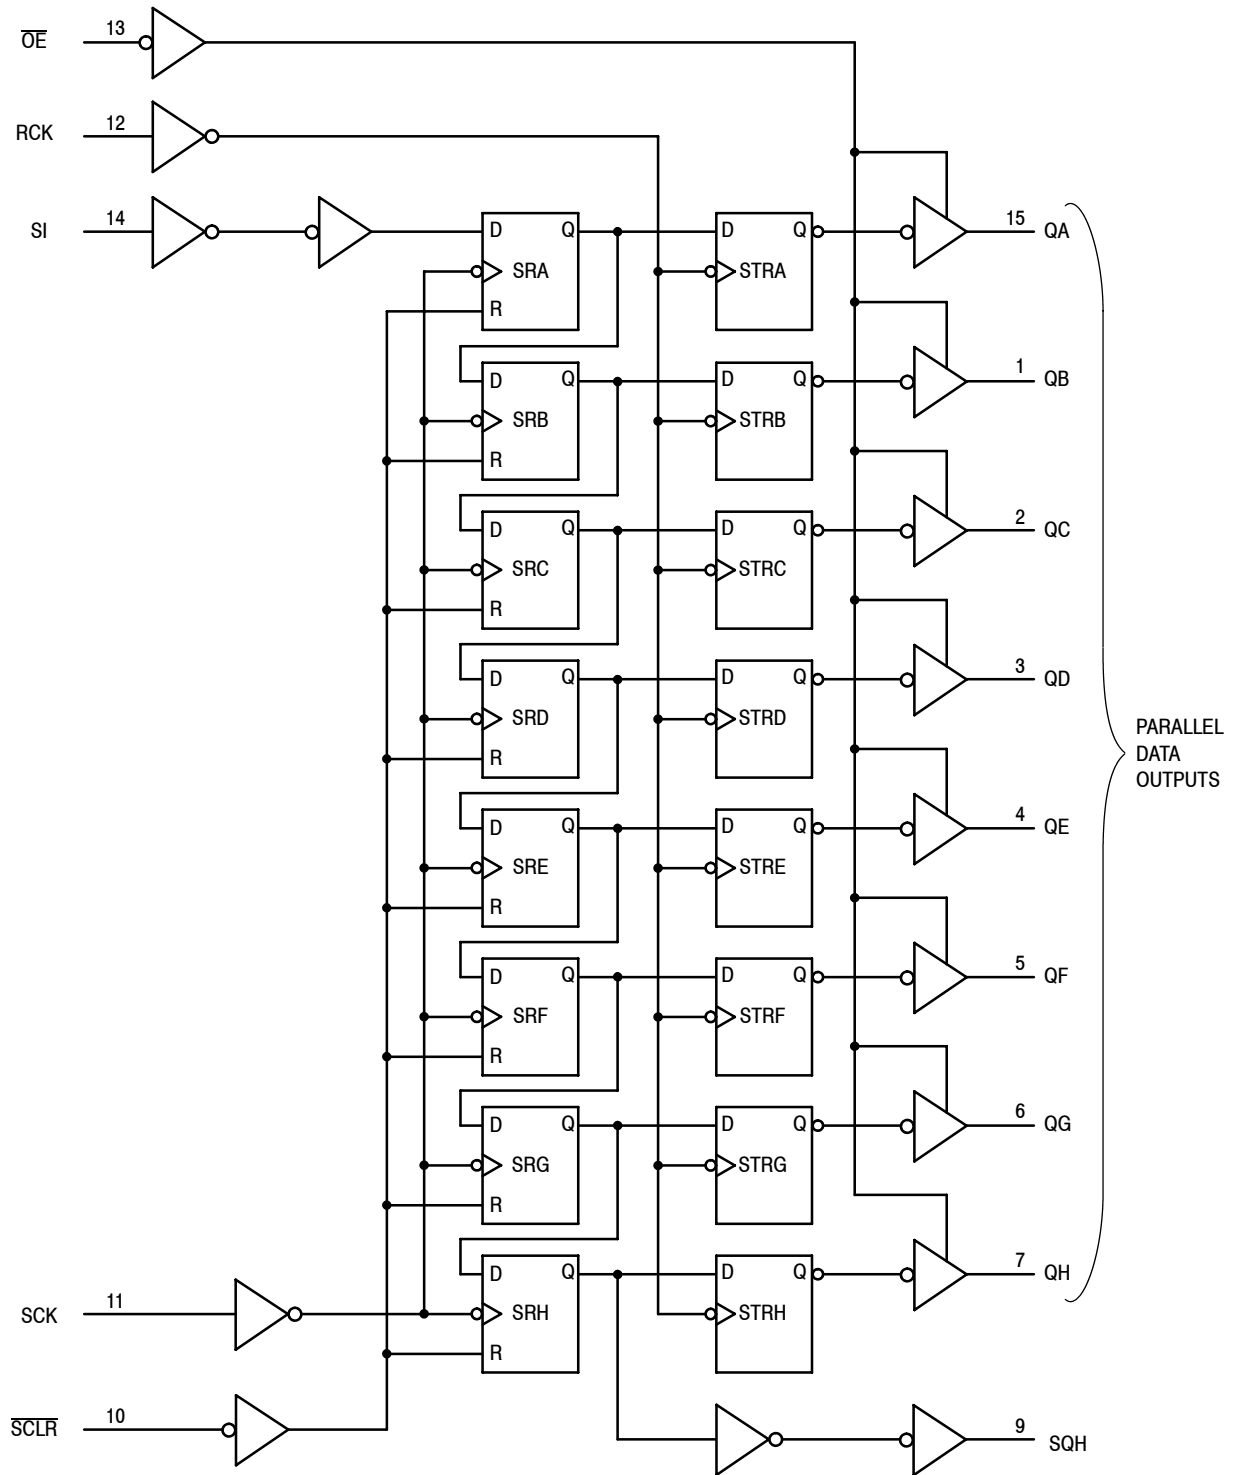 O̅E̅ 13
RCK 12
SI 14
D Q D Q 15 QA
SRA STRA
R
D Q D Q 1 QB
SRB STRB
R
D Q D Q 2 QC
SRC STRC
R
D Q D Q 3 QD
SRD STRD
R
PARALLEL
DATA
OUTPUTS
D Q D Q 4 QE
SRE STRE
R
D Q D Q 5 QF
SRF STRF
R
D Q D Q 6 QG
SRG STRG
R
D Q D Q 7 QH
SCK 11 SRH STRH
R
S̅C̅L̅R̅ 10
9 SQH